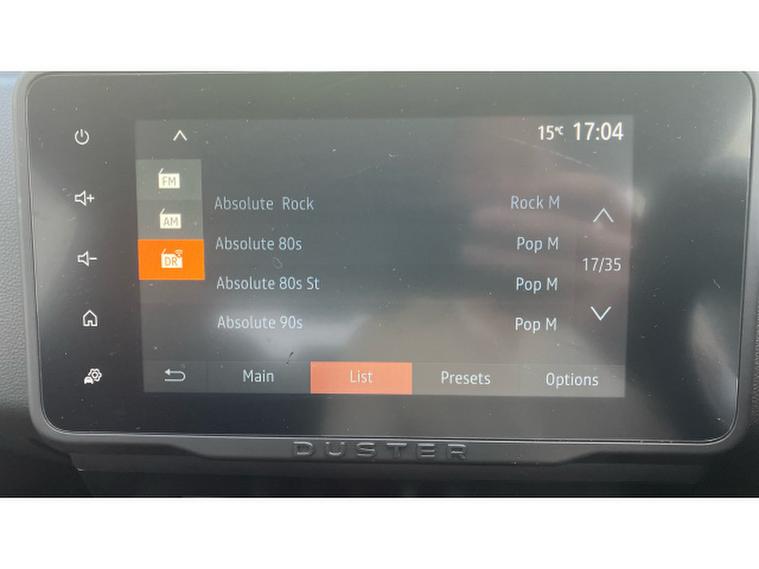 15°C 17:04
FM
AM
DR
Absolute Rock Rock M
Absolute 80s Pop M
17/35
Absolute 80s St Pop M
Absolute 90s Pop M
Main List Presets Options
DUSTER